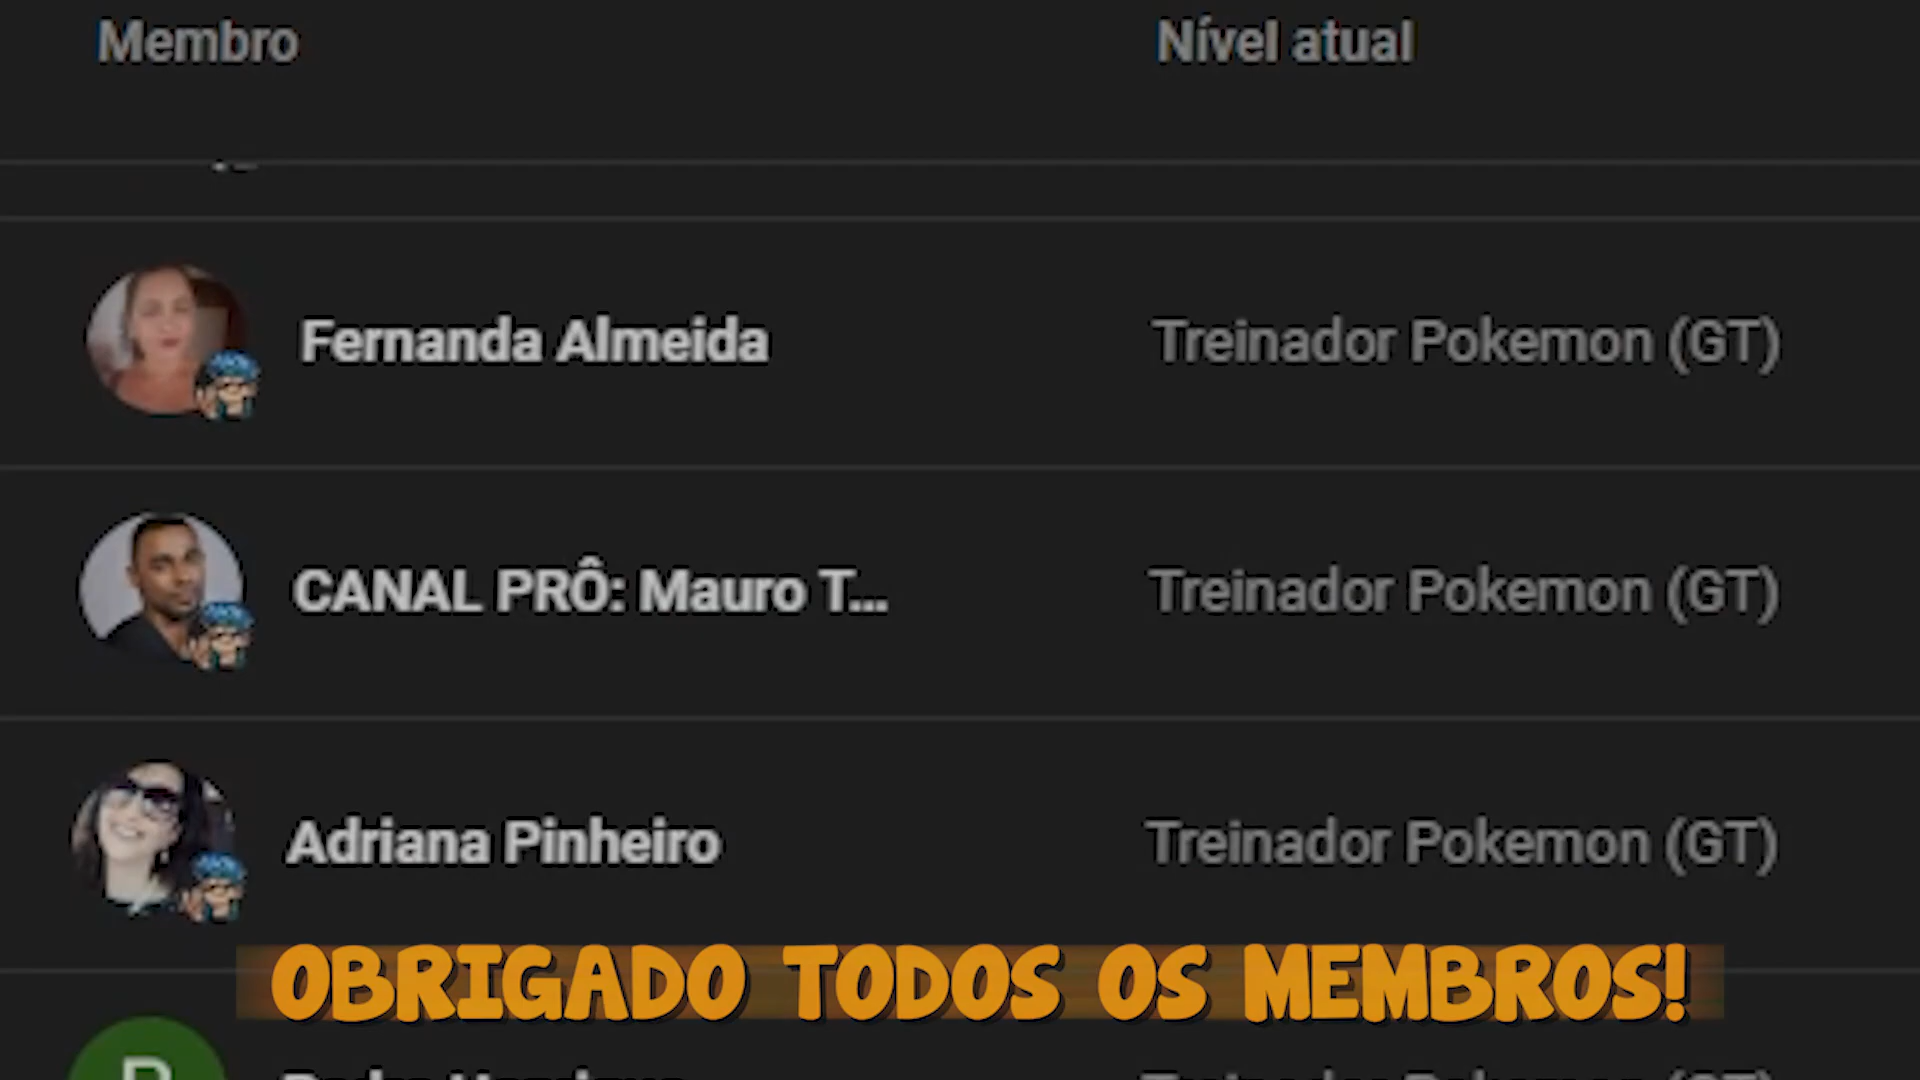 Membro Nível atual
Fernanda Almeida Treinador Pokemon (GT)
CANAL PRÔ: Mauro T... Treinador Pokemon (GT)
Adriana Pinheiro Treinador Pokemon (GT)
OBRIGADO TODOS OS MEMBROS!